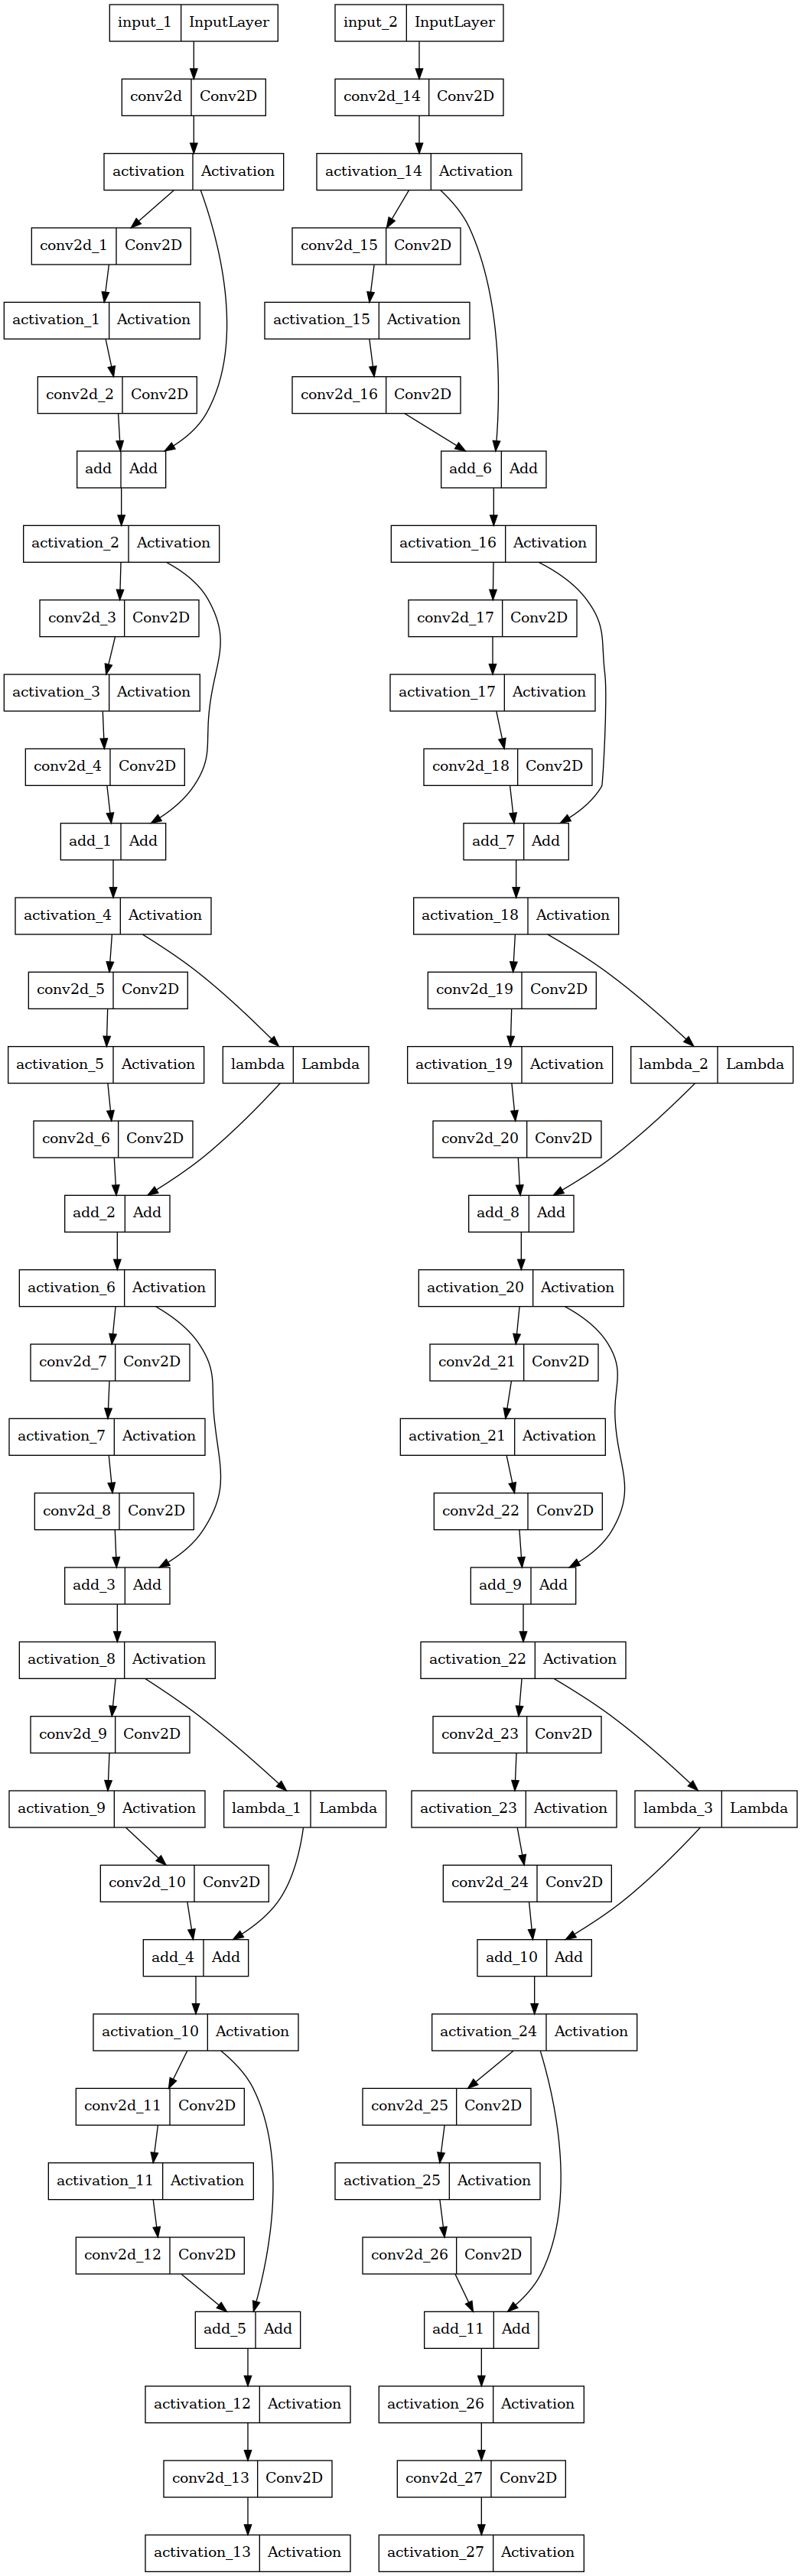 input_1 InputLayer
input_2 InputLayer
conv2d Conv2D
conv2d_14 Conv2D
activation Activation
activation_14 Activation
conv2d_1 Conv2D
conv2d_15 Conv2D
activation_1 Activation
activation_15 Activation
conv2d_2 Conv2D
conv2d_16 Conv2D
add Add
add_6 Add
activation_2 Activation
activation_16 Activation
conv2d_3 Conv2D
conv2d_17 Conv2D
activation_3 Activation
activation_17 Activation
conv2d_4 Conv2D
conv2d_18 Conv2D
add_1 Add
add_7 Add
activation_4 Activation
activation_18 Activation
conv2d_5 Conv2D
conv2d_19 Conv2D
activation_5 Activation
lambda Lambda
activation_19 Activation
lambda_2 Lambda
conv2d_6 Conv2D
conv2d_20 Conv2D
add_2 Add
add_8 Add
activation_6 Activation
activation_20 Activation
conv2d_7 Conv2D
conv2d_21 Conv2D
activation_7 Activation
activation_21 Activation
conv2d_8 Conv2D
conv2d_22 Conv2D
add_3 Add
add_9 Add
activation_8 Activation
activation_22 Activation
conv2d_9 Conv2D
conv2d_23 Conv2D
activation_9 Activation
lambda_1 Lambda
activation_23 Activation
lambda_3 Lambda
conv2d_10 Conv2D
conv2d_24 Conv2D
add_4 Add
add_10 Add
activation_10 Activation
activation_24 Activation
conv2d_11 Conv2D
conv2d_25 Conv2D
activation_11 Activation
activation_25 Activation
conv2d_12 Conv2D
conv2d_26 Conv2D
add_5 Add
add_11 Add
activation_12 Activation
activation_26 Activation
conv2d_13 Conv2D
conv2d_27 Conv2D
activation_13 Activation
activation_27 Activation